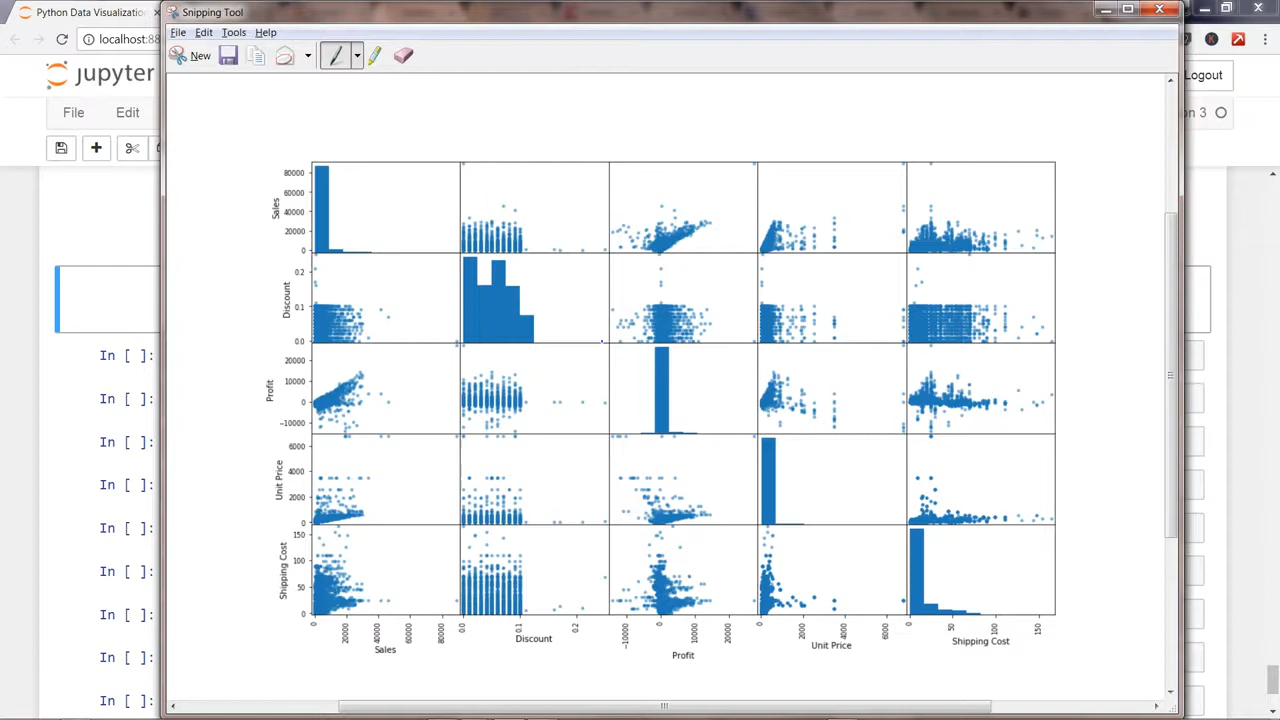 Python Data Visualizatio
Snipping Tool
localhost:88
File Edit Tools Help
New
jupyter
Logout
File Edit
on 3
80000
60000
40000
20000
0
Sales
0.2
0.1
0.0
Discount
20000
10000
0
−10000
Profit
6000
4000
2000
0
Unit Price
150
100
50
0
Shipping Cost
0 20000 40000 60000 80000
Sales
0.0 0.1 0.2
Discount
−10000 0 10000 20000
Profit
0 2000 4000 6000
Unit Price
0 50 100 150
Shipping Cost
In [ ]:
In [ ]:
In [ ]:
In [ ]:
In [ ]:
In [ ]:
In [ ]:
In [ ]:
In [ ]: